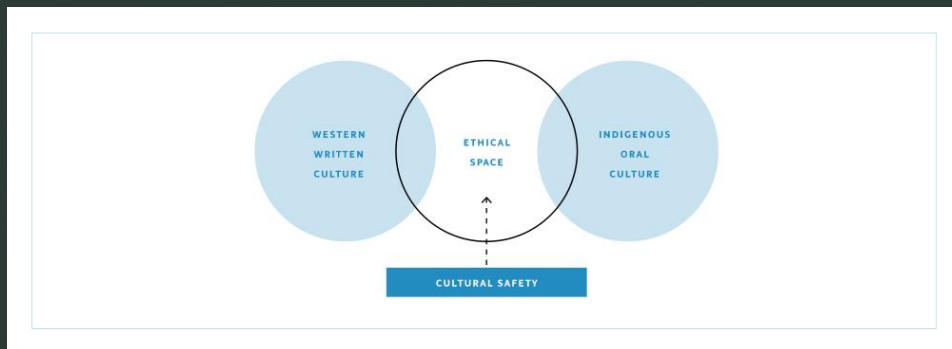 WESTERN
WRITTEN
CULTURE
ETHICAL
SPACE
INDIGENOUS
ORAL
CULTURE
CULTURAL SAFETY